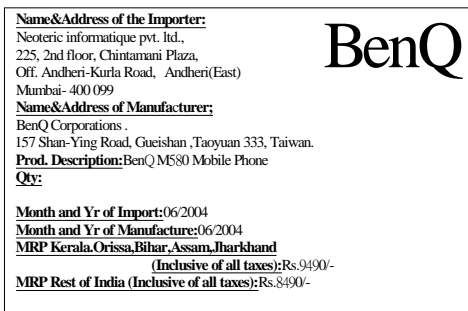 Name&Address of the Importer:
BenQ
Neoteric informatique pvt. ltd.,
225, 2nd floor, Chintamani Plaza,
Off. Andheri-Kurla Road, Andheri(East)
Mumbai- 400 099
Name&Address of Manufacturer;
BenQ Corporations .
157 Shan-Ying Road, Gueishan ,Taoyuan 333, Taiwan.
Prod. Description:BenQ M580 Mobile Phone
Qty:
Month and Yr of Import:06/2004
Month and Yr of Manufacture:06/2004
MRP Kerala.Orissa,Bihar,Assam,Jharkhand
(Inclusive of all taxes):Rs.9490/-
MRP Rest of India (Inclusive of all taxes):Rs.8490/-